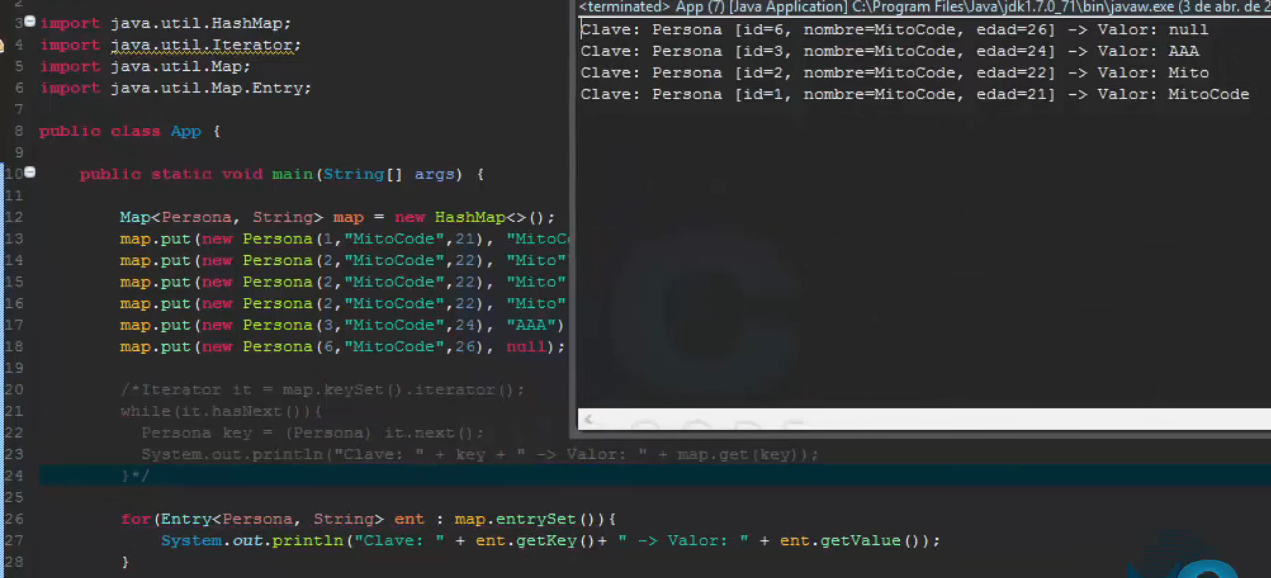 2
3 import java.util.HashMap;
4 import java.util.Iterator;
5 import java.util.Map;
6 import java.util.Map.Entry;
7
8 public class App {
9
10 public static void main(String[] args) {
11
12 Map<Persona, String> map = new HashMap<>();
13 map.put(new Persona(1,"MitoCode",21), "MitoCo
14 map.put(new Persona(2,"MitoCode",22), "Mito"
15 map.put(new Persona(2,"MitoCode",22), "Mito"
16 map.put(new Persona(2,"MitoCode",22), "Mito"
17 map.put(new Persona(3,"MitoCode",24), "AAA")
18 map.put(new Persona(6,"MitoCode",26), null);
19
20 /*Iterator it = map.keySet().iterator();
21 while(it.hasNext()){
22 Persona key = (Persona) it.next();
23 System.out.println("Clave: " + key + " -> Valor: " + map.get(key));
24 }*/
25
26 for(Entry<Persona, String> ent : map.entrySet()){
27 System.out.println("Clave: " + ent.getKey()+ " -> Valor: " + ent.getValue());
28 }
<terminated> App (7) [Java Application] C:\Program Files\Java\jdk1.7.0_71\bin\javaw.exe (3 de abr. de 2
Clave: Persona [id=6, nombre=MitoCode, edad=26] -> Valor: null
Clave: Persona [id=3, nombre=MitoCode, edad=24] -> Valor: AAA
Clave: Persona [id=2, nombre=MitoCode, edad=22] -> Valor: Mito
Clave: Persona [id=1, nombre=MitoCode, edad=21] -> Valor: MitoCode